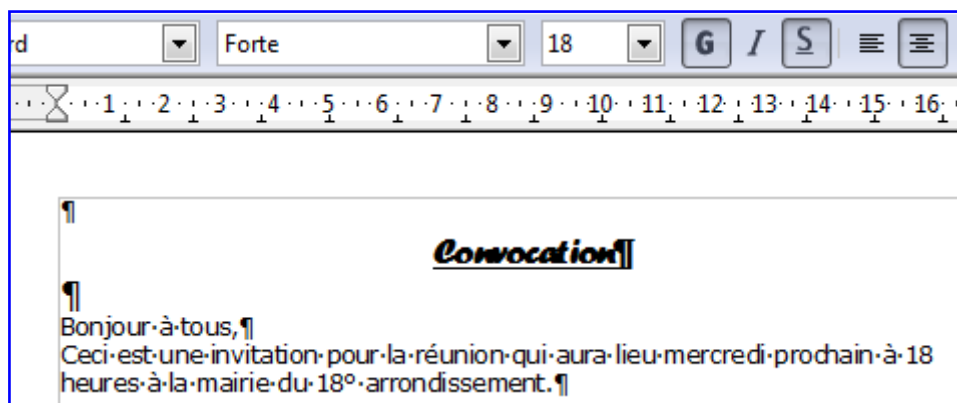 rd Forte 18 G I S
1 2 3 4 5 6 7 8 9 10 11 12 13 14 15 16
¶
Convocation¶
¶
Bonjour·à·tous,¶
Ceci·est·une·invitation·pour·la·réunion·qui·aura·lieu·mercredi·prochain·à·18
heures·à·la·mairie·du·18º·arrondissement.¶